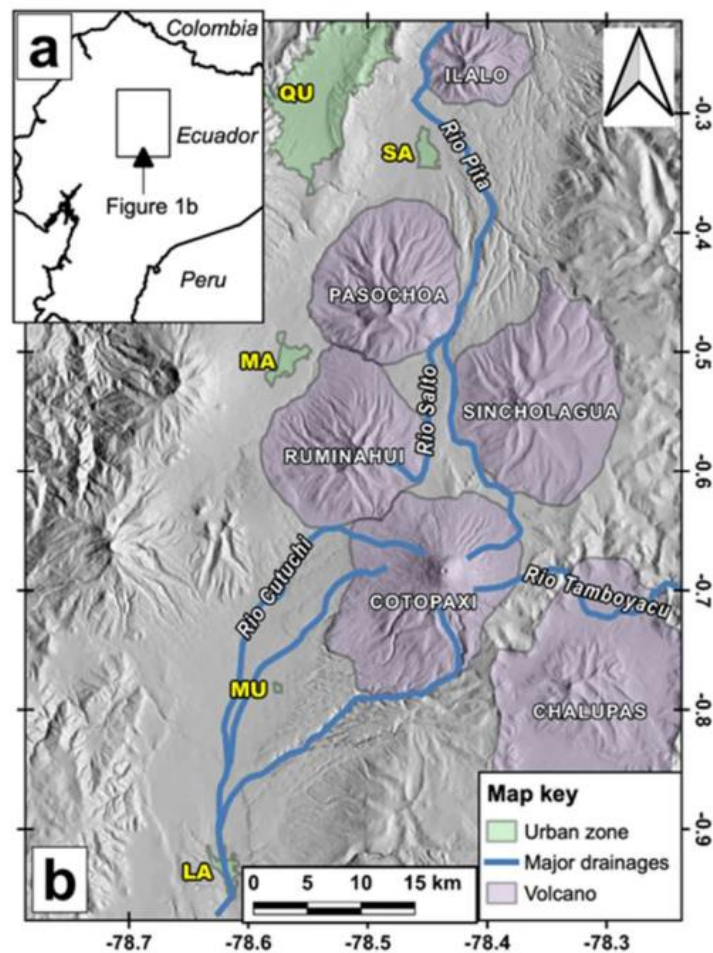 a
Colombia
Ecuador
Figure 1b
Peru
QU
ILALO
SA
Rio Pita
PASOCHOA
MA
Rio Salto
SINCHOLAGUA
RUMINAHUI
Rio Cutuchi
COTOPAXI
Rio Tamboyacu
MU
CHALUPAS
LA
b
Map key
Urban zone
Major drainages
Volcano
0 5 10 15 km
-0.3
-0.4
-0.5
-0.6
-0.7
-0.8
-0.9
-78.7 -78.6 -78.5 -78.4 -78.3